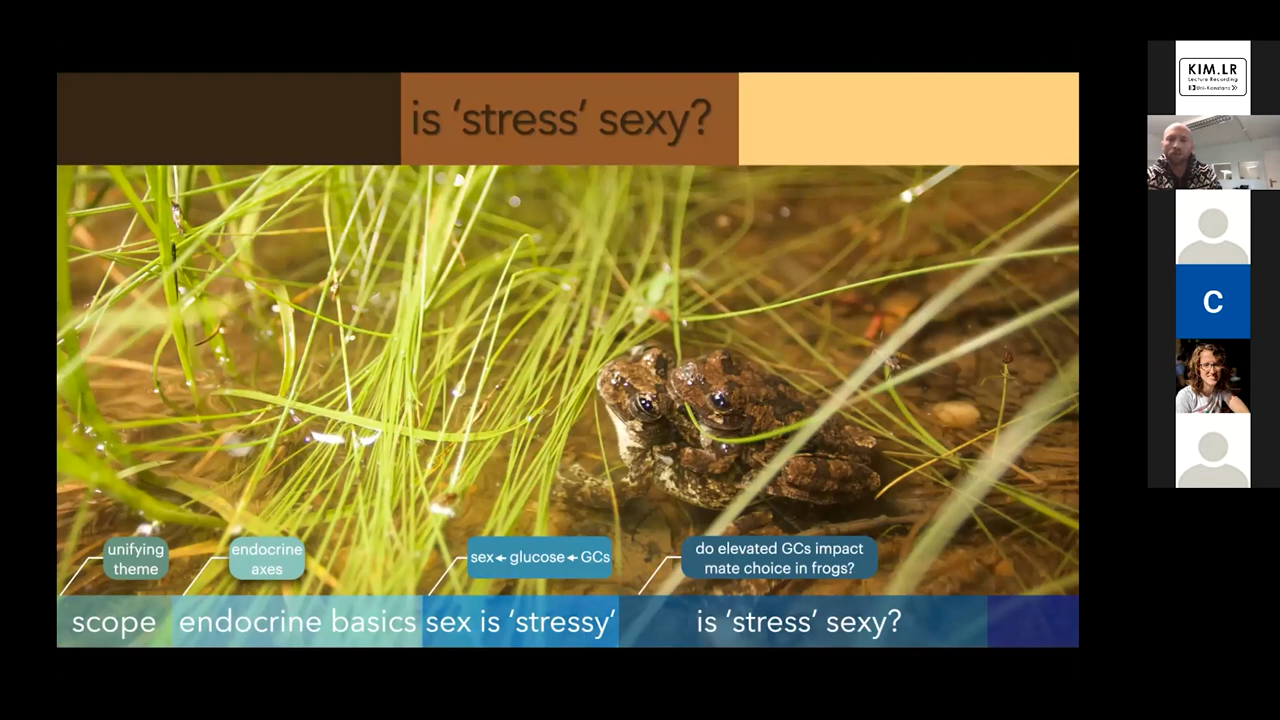 is ‘stress’ sexy?
KIM.LR
Lecture Recording
Uni-Konstanz
C
unifying
theme
endocrine
axes
sex←glucose←GCs
do elevated GCs impact
mate choice in frogs?
scope
endocrine basics
sex is ‘stressy’
is ‘stress’ sexy?